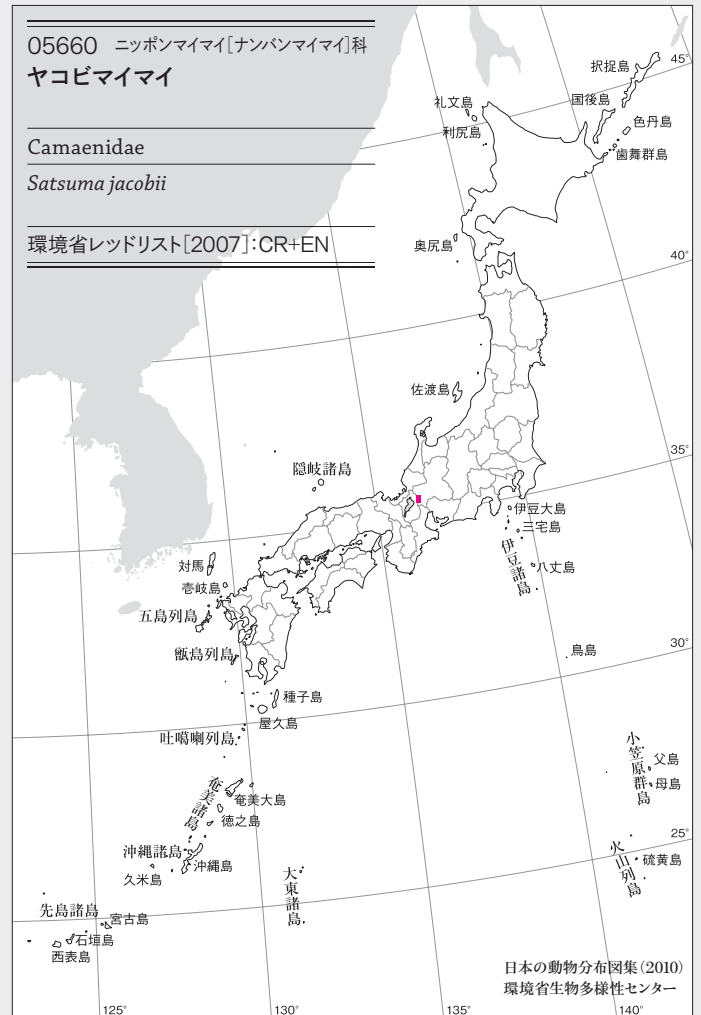 05660 ニッポンマイマイ[ナンバンマイマイ]科
ヤコビマイマイ
Camaenidae
Satsuma jacobii
環境省レッドリスト[2007]:CR+EN
45°
択捉島
国後島
礼文島
色丹島
利尻島
歯舞群島
奥尻島
40°
佐渡島
35°
隠岐諸島
伊豆大島
三宅島
伊豆諸島
八丈島
対馬
壱岐島
五島列島
甑島列島
鳥島
30°
種子島
屋久島
吐噶喇列島
小笠原群島
父島
母島
奄美諸島
奄美大島
徳之島
25°
火山列島
硫黄島
沖縄諸島
沖縄島
久米島
大東諸島
先島諸島
宮古島
石垣島
西表島
日本の動物分布図集(2010)
環境省生物多様性センター
125°
130°
135°
140°